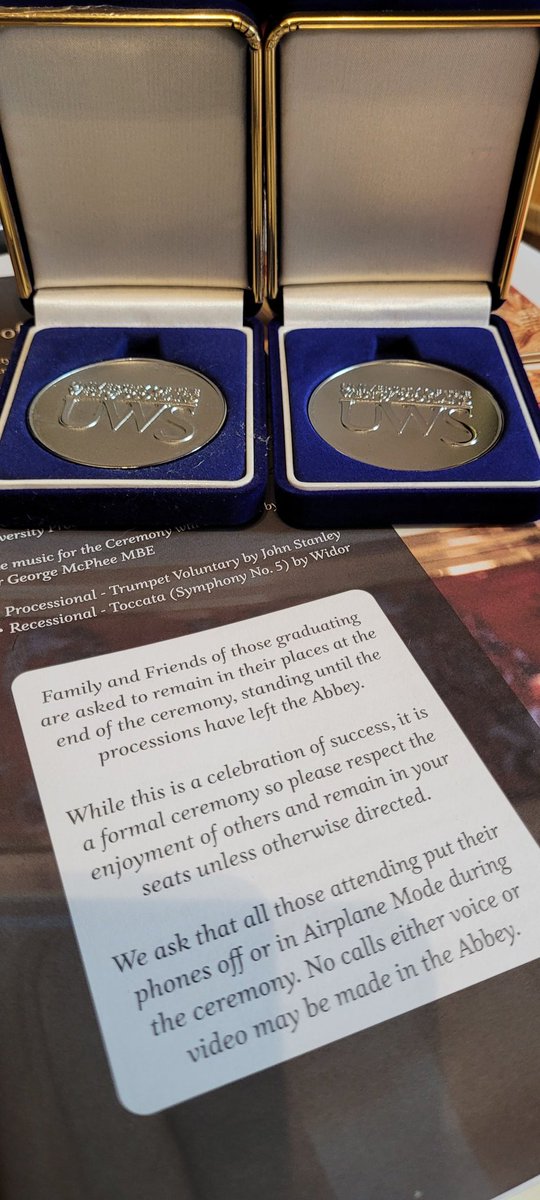 UWS
UWS
e music for the Ceremony
George McPhee MBE
Processional - Trumpet Voluntary by John Stanley
• Recessional - Toccata (Symphony No. 5) by Widor
Family and Friends of those graduating
are asked to remain in their places at the
end of the ceremony, standing until the
processions have left the Abbey.
While this is a celebration of success, it is
a formal ceremony so please respect the
enjoyment of others and remain in your
seats unless otherwise directed.
We ask that all those attending put their
phones off or in Airplane Mode during
the ceremony. No calls either voice or
video may be made in the Abbey.